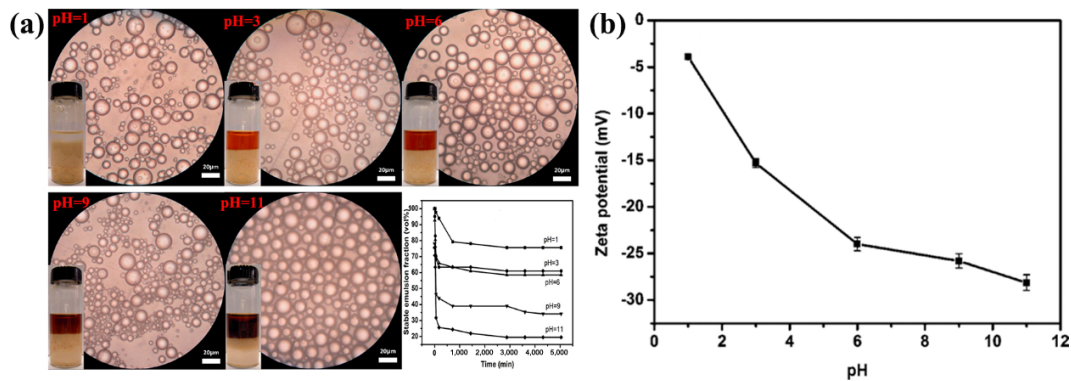 (a)
pH=1
20μm
pH=3
20μm
pH=6
20μm
pH=9
20μm
pH=11
20μm
Stable emulsion fraction (vol%)
100
90
80
70
60
50
40
30
20
pH=1
pH=3
pH=6
pH=9
pH=11
0
1,000
2,000
3,000
4,000
5,000
Time (min)
(b)
Zeta potential (mV)
0
-5
-10
-15
-20
-25
-30
0
2
4
6
8
10
12
pH